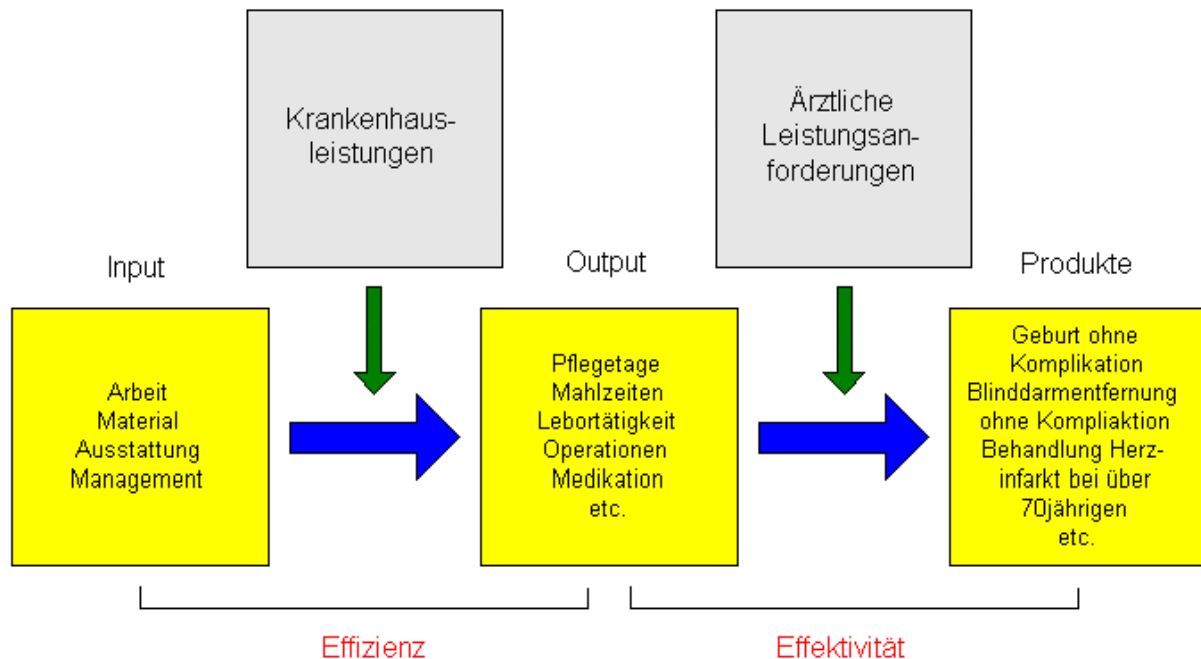 Krankenhaus-
leistungen
Ärztliche
Leistungsan-
forderungen
Input
Output
Produkte
Arbeit
Material
Ausstattung
Management
Pflegetage
Mahlzeiten
Lebortätigkeit
Operationen
Medikation
etc.
Geburt ohne
Komplikation
Blinddarmentfernung
ohne Kompliaktion
Behandlung Herz-
infarkt bei über
70jährigen
etc.
Effizienz
Effektivität